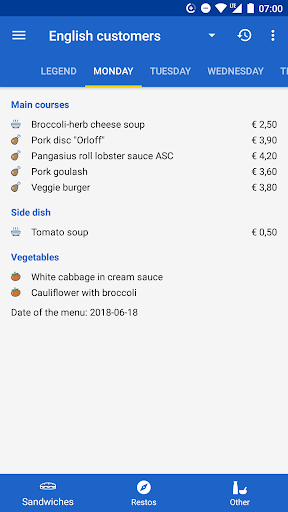 07:00
English customers
LEGEND MONDAY TUESDAY WEDNESDAY
Main courses
Broccoli-herb cheese soup € 2,50
Pork disc "Orloff" € 3,90
Pangasius roll lobster sauce ASC € 4,20
Pork goulash € 3,60
Veggie burger € 3,80
Side dish
Tomato soup € 0,50
Vegetables
White cabbage in cream sauce
Cauliflower with broccoli
Date of the menu: 2018-06-18
Sandwiches Restos Other